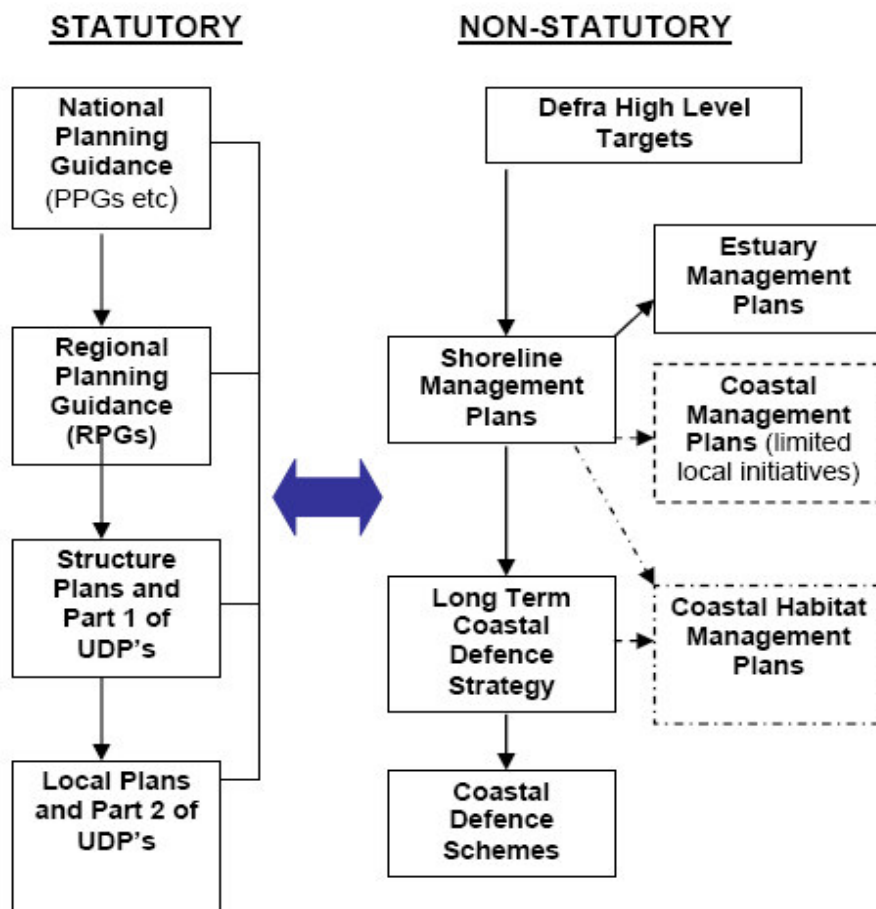 STATUTORY
National
Planning
Guidance
(PPGs etc)
Regional
Planning
Guidance
(RPGs)
Structure
Plans and
Part 1 of
UDP's
Local Plans
and Part 2 of
UDP's
NON-STATUTORY
Defra High Level
Targets
Shoreline
Management
Plans
Estuary
Management
Plans
Coastal
Management
Plans (limited
local initiatives)
Long Term
Coastal
Defence
Strategy
Coastal Habitat
Management
Plans
Coastal
Defence
Schemes